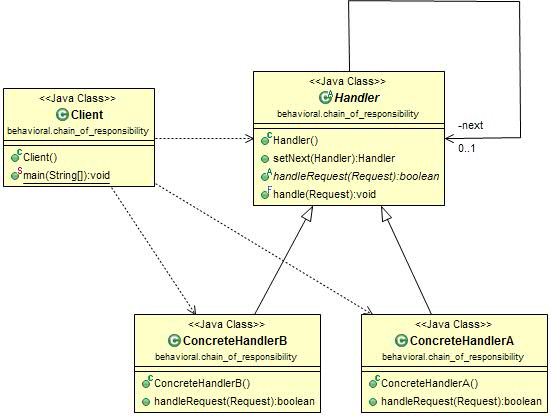 <<Java Class>>
Handler
behavioral.chain_of_responsibility
Handler()
setNext(Handler):Handler
handleRequest(Request):boolean
handle(Request):void
-next
0..1
<<Java Class>>
Client
behavioral.chain_of_responsibility
Client()
main(String[]):void
<<Java Class>>
ConcreteHandlerB
behavioral.chain_of_responsibility
ConcreteHandlerB()
handleRequest(Request):boolean
<<Java Class>>
ConcreteHandlerA
behavioral.chain_of_responsibility
ConcreteHandlerA()
handleRequest(Request):boolean